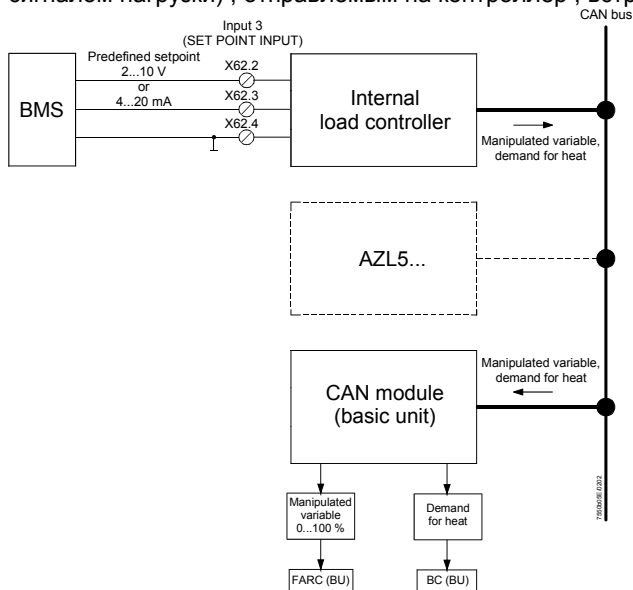 сигналом нагрузки) , отправломым на контроллер , встр
CAN bus
Input 3
(SET POINT INPUT)
Predefined setpoint
2...10 V
or
4...20 mA
X62.2
X62.3
X62.4
BMS
Internal
load controller
Manipulated variable,
demand for heat
AZL5...
Manipulated variable,
demand for heat
CAN module
(basic unit)
Manipulated
variable
0...100 %
Demand
for heat
FARC (BU)
BC (BU)